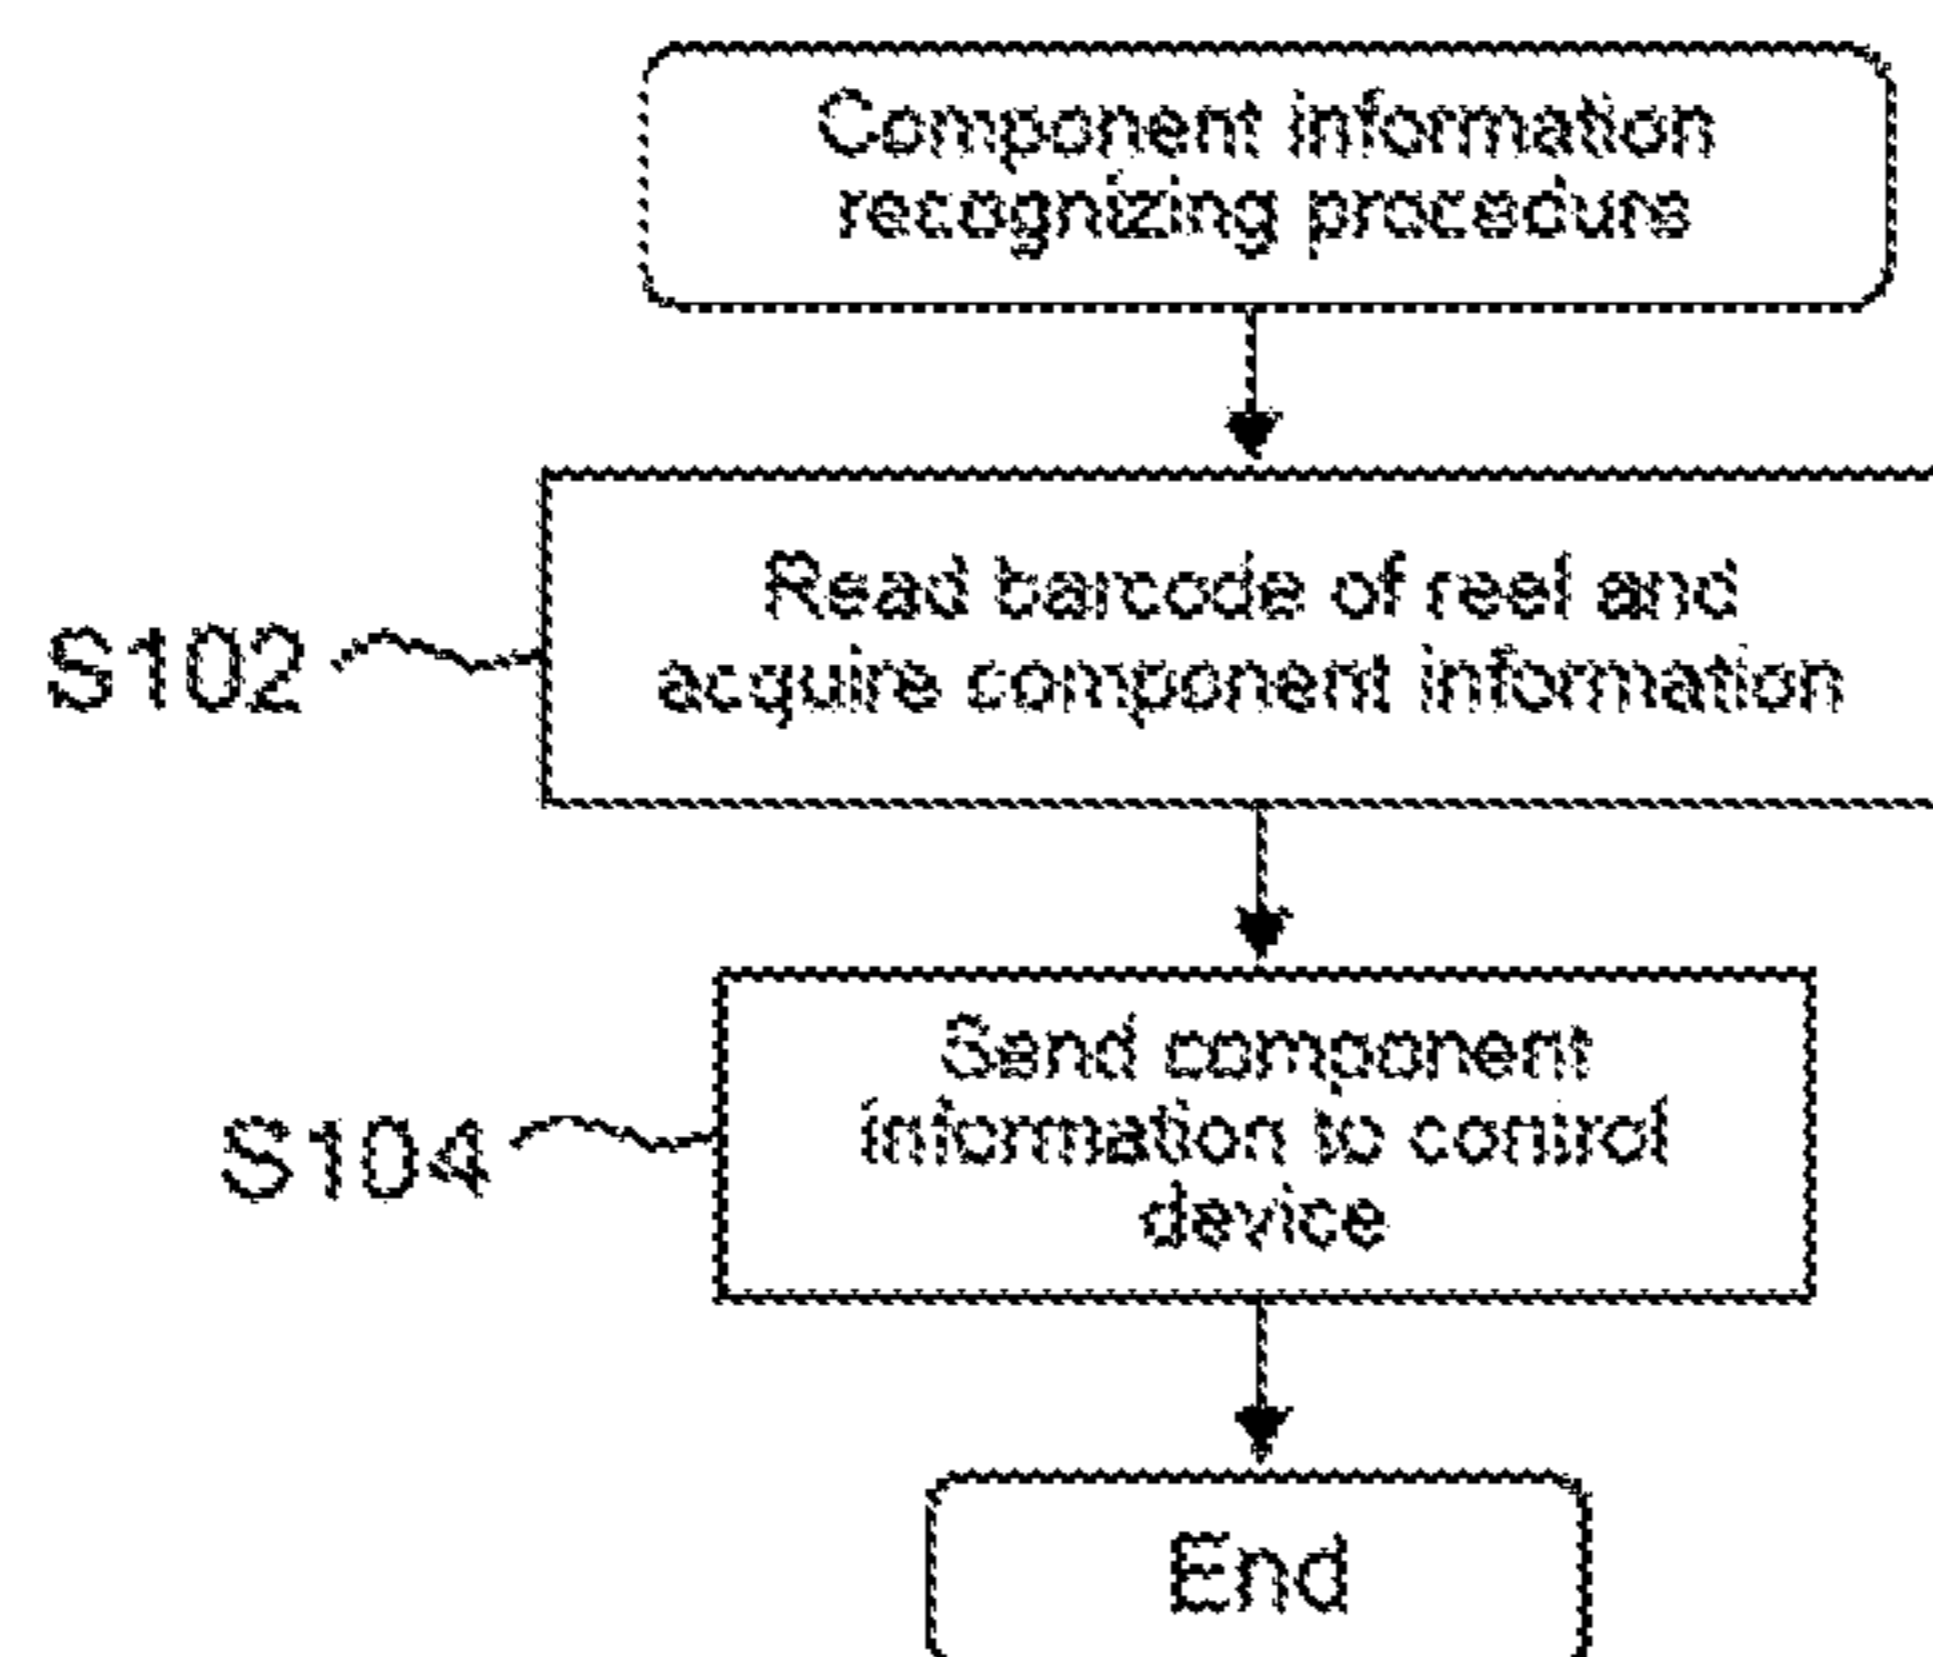 Component information
recognizing procedure
Read barcode of reel and
acquire component information
S102
Send component
information to control
device
S104
End